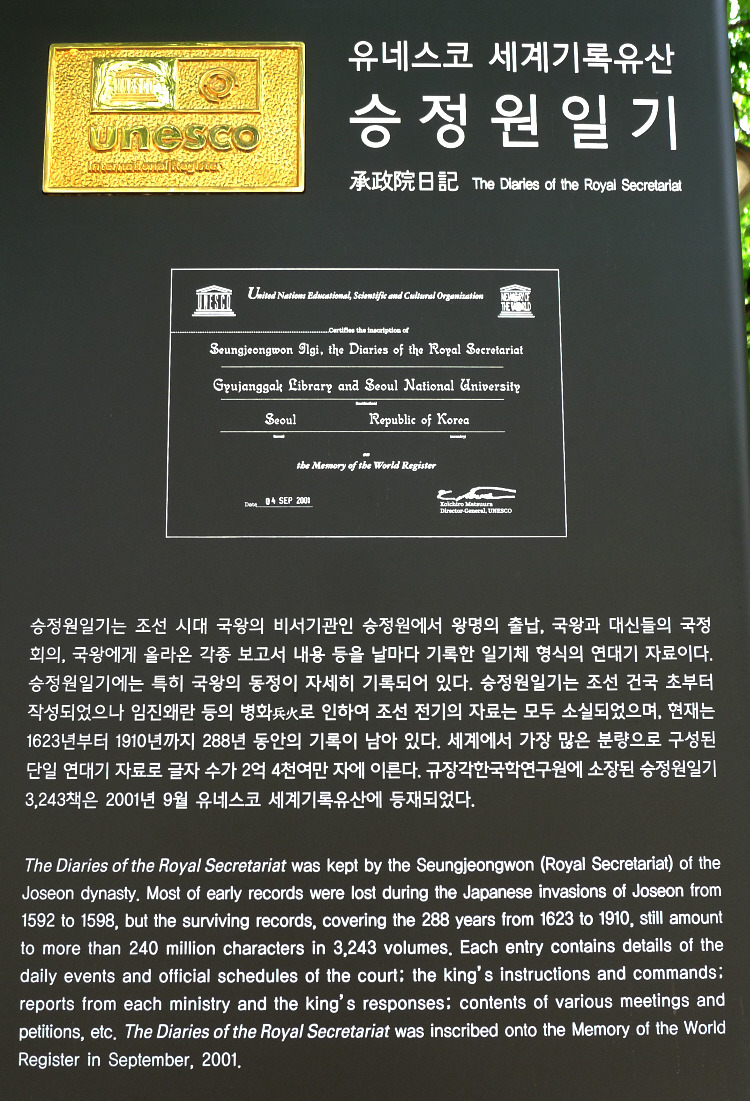 UNESCO
unesco
International Register
유네스코 세계기록유산
승정원일기
承政院日記 The Diaries of the Royal Secretariat
UNESCO
United Nations Educational, Scientific and Cultural Organization
MEMORY OF THE WORLD
Certifies the inscription of
Seungjeongwon Ilgi, the Diaries of the Royal Secretariat
Gyujanggak Library and Seoul National University
Seoul Republic of Korea
on
the Memory of the World Register
Date 04 SEP 2001
Koichiro Matsuura
Director-General, UNESCO
승정원일기는 조선 시대 국왕의 비서기관인 승정원에서 왕명의 출납, 국왕과 대신들의 국정
회의, 국왕에게 올라온 각종 보고서 내용 등을 날마다 기록한 일기체 형식의 연대기 자료이다.
승정원일기에는 특히 국왕의 동정이 자세히 기록되어 있다. 승정원일기는 조선 건국 초부터
작성되었으나 임진왜란 등의 병화兵火로 인하여 조선 전기의 자료는 모두 소실되었으며, 현재는
1623년부터 1910년까지 288년 동안의 기록이 남아 있다. 세계에서 가장 많은 분량으로 구성된
단일 연대기 자료로 글자 수가 2억 4천여만 자에 이른다. 규장각한국학연구원에 소장된 승정원일기
3,243책은 2001년 9월 유네스코 세계기록유산에 등재되었다.
The Diaries of the Royal Secretariat was kept by the Seungjeongwon (Royal Secretariat) of the
Joseon dynasty. Most of early records were lost during the Japanese invasions of Joseon from
1592 to 1598, but the surviving records, covering the 288 years from 1623 to 1910, still amount
to more than 240 million characters in 3,243 volumes. Each entry contains details of the
daily events and official schedules of the court; the king's instructions and commands;
reports from each ministry and the king's responses; contents of various meetings and
petitions, etc. The Diaries of the Royal Secretariat was inscribed onto the Memory of the World
Register in September, 2001.